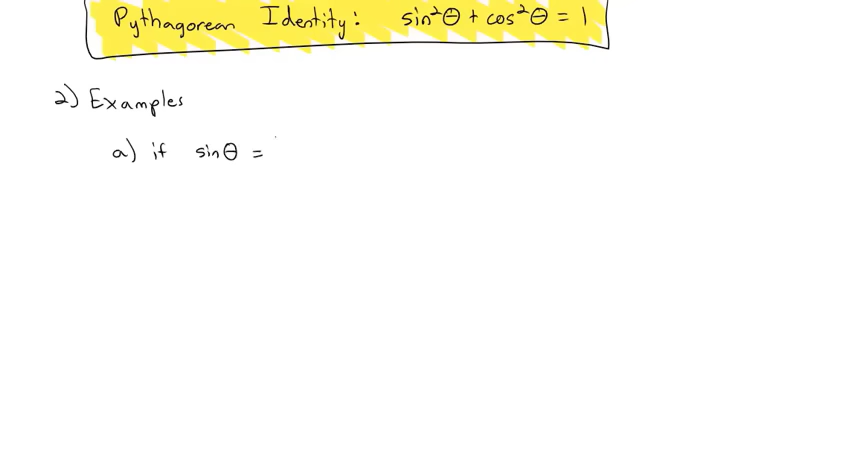 Pythagorean Identity: sin²θ + cos²θ = 1
2) Examples
a) if sinθ =